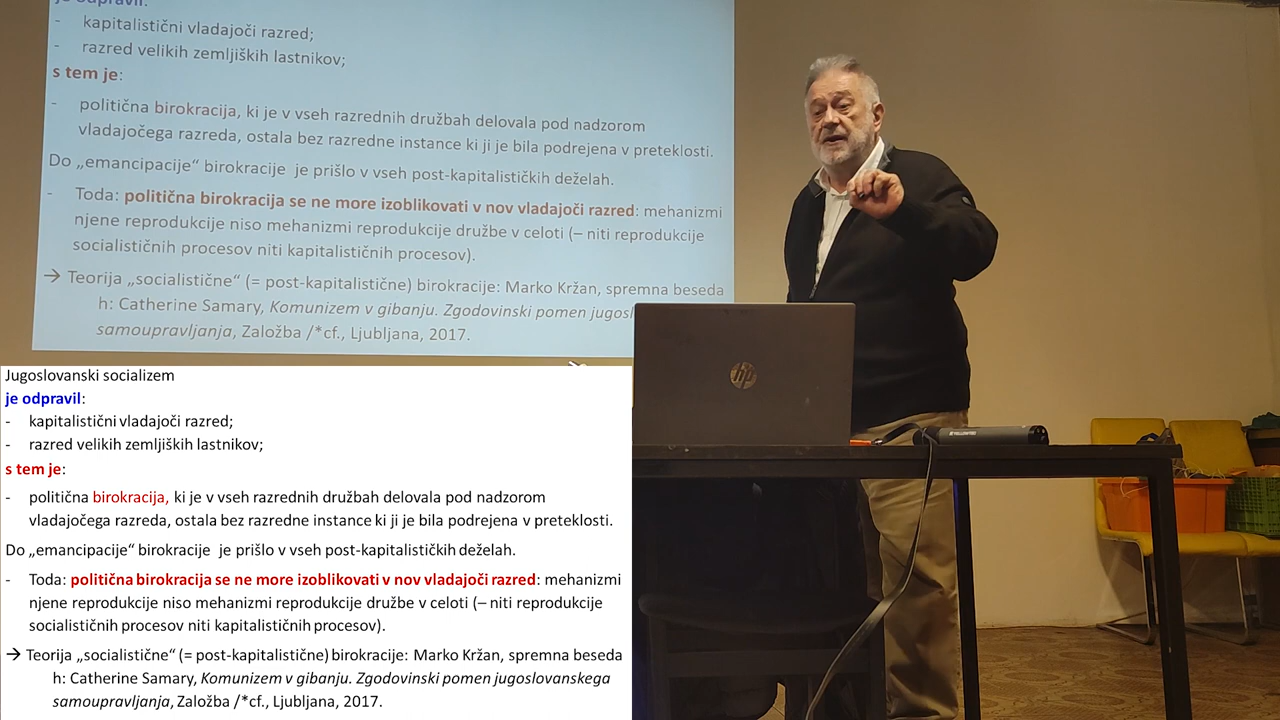 je odpravil:
- kapitalistični vladajoči razred;
- razred velikih zemljiških lastnikov;
s tem je:
- politična birokracija, ki je v vseh razrednih družbah delovala pod nadzorom
vladajočega razreda, ostala bez razredne instance ki ji je bila podrejena v preteklosti.
Do „emancipacije“ birokracije je prišlo v vseh post-kapitalističkih deželah.
- Toda: politična birokracija se ne more izoblikovati v nov vladajoči razred: mehanizmi
njene reprodukcije niso mehanizmi reprodukcije družbe v celoti (– niti reprodukcije
socialističnih procesov niti kapitalističnih procesov).
→ Teorija „socialistične“ (= post-kapitalistične) birokracije: Marko Kržan, spremna beseda
h: Catherine Samary, Komunizem v gibanju. Zgodovinski pomen jugosl
samoupravljanja, Založba /*cf., Ljubljana, 2017.
hp
Jugoslovanski socializem
je odpravil:
- kapitalistični vladajoči razred;
- razred velikih zemljiških lastnikov;
s tem je:
- politična birokracija, ki je v vseh razrednih družbah delovala pod nadzorom
vladajočega razreda, ostala bez razredne instance ki ji je bila podrejena v preteklosti.
Do „emancipacije“ birokracije je prišlo v vseh post-kapitalističkih deželah.
- Toda: politična birokracija se ne more izoblikovati v nov vladajoči razred: mehanizmi
njene reprodukcije niso mehanizmi reprodukcije družbe v celoti (– niti reprodukcije
socialističnih procesov niti kapitalističnih procesov).
→ Teorija „socialistične“ (= post-kapitalistične) birokracije: Marko Kržan, spremna beseda
h: Catherine Samary, Komunizem v gibanju. Zgodovinski pomen jugoslovanskega
samoupravljanja, Založba /*cf., Ljubljana, 2017.